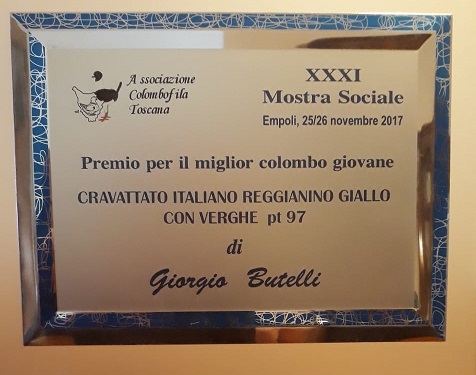 Associazione
Colombofila
Toscana
XXXI
Mostra Sociale
Empoli, 25/26 novembre 2017
Premio per il miglior colombo giovane
CRAVATTATO ITALIANO REGGIANINO GIALLO
CON VERGHE pt 97
di
Giorgio Butelli